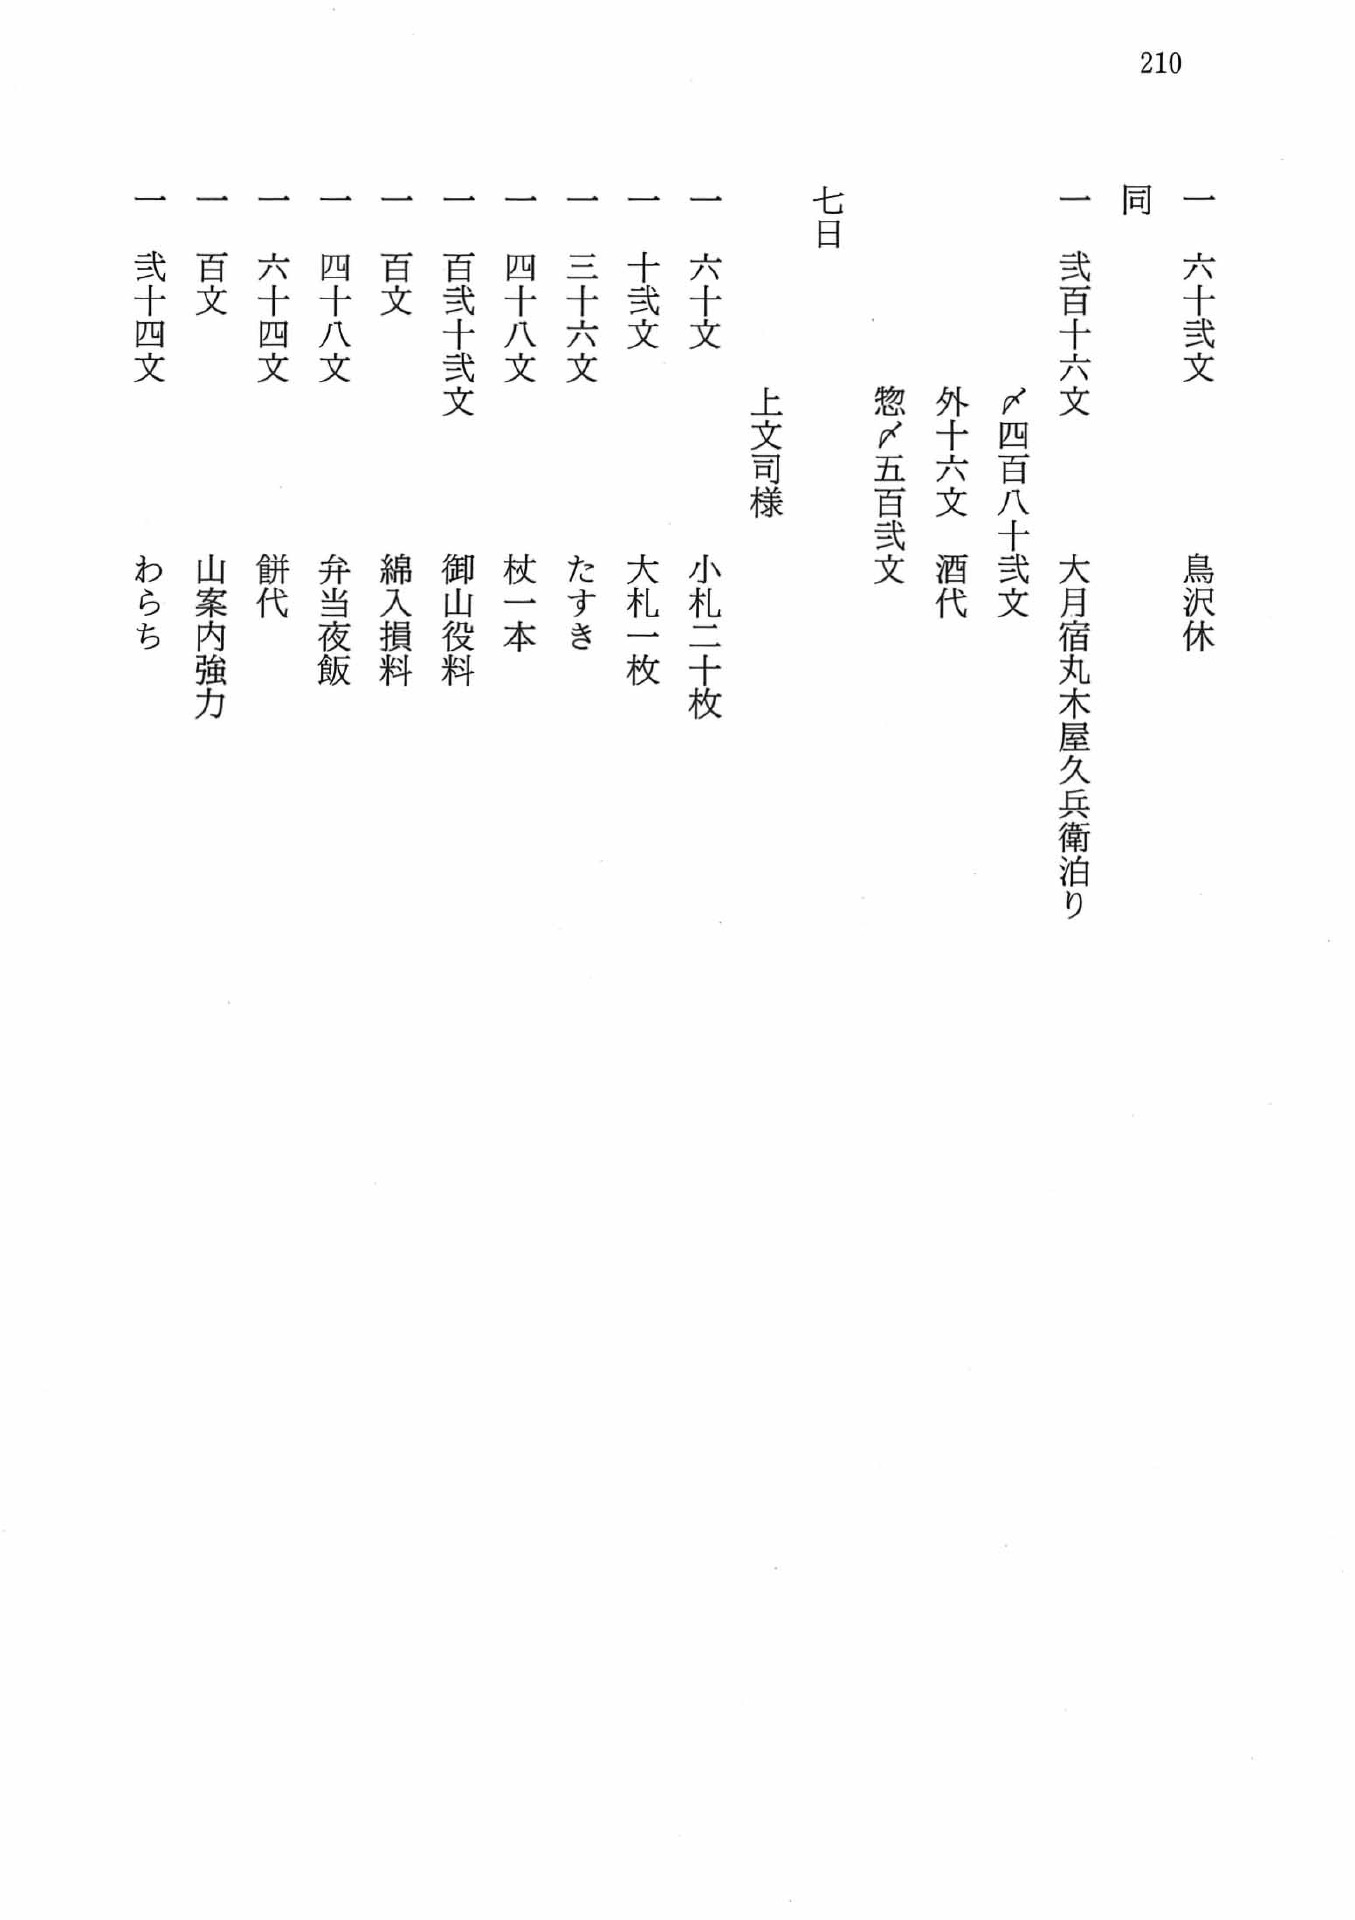 210
一　六十弐文　鳥沢休
同
一　弐百十六文　大月宿丸木屋久兵衛泊り
〆四百八十弐文
外十六文　酒代
惣〆五百弐文
七日
上文司様
一　六十文　小札二十枚
一　十弐文　大札一枚
一　三十六文　たすき
一　四十八文　杖一本
一　百弐十弐文　御山役料
一　百文　綿入損料
一　四十八文　弁当夜飯
一　六十四文　餅代
一　百文　山案内強力
一　弐十四文　わらち